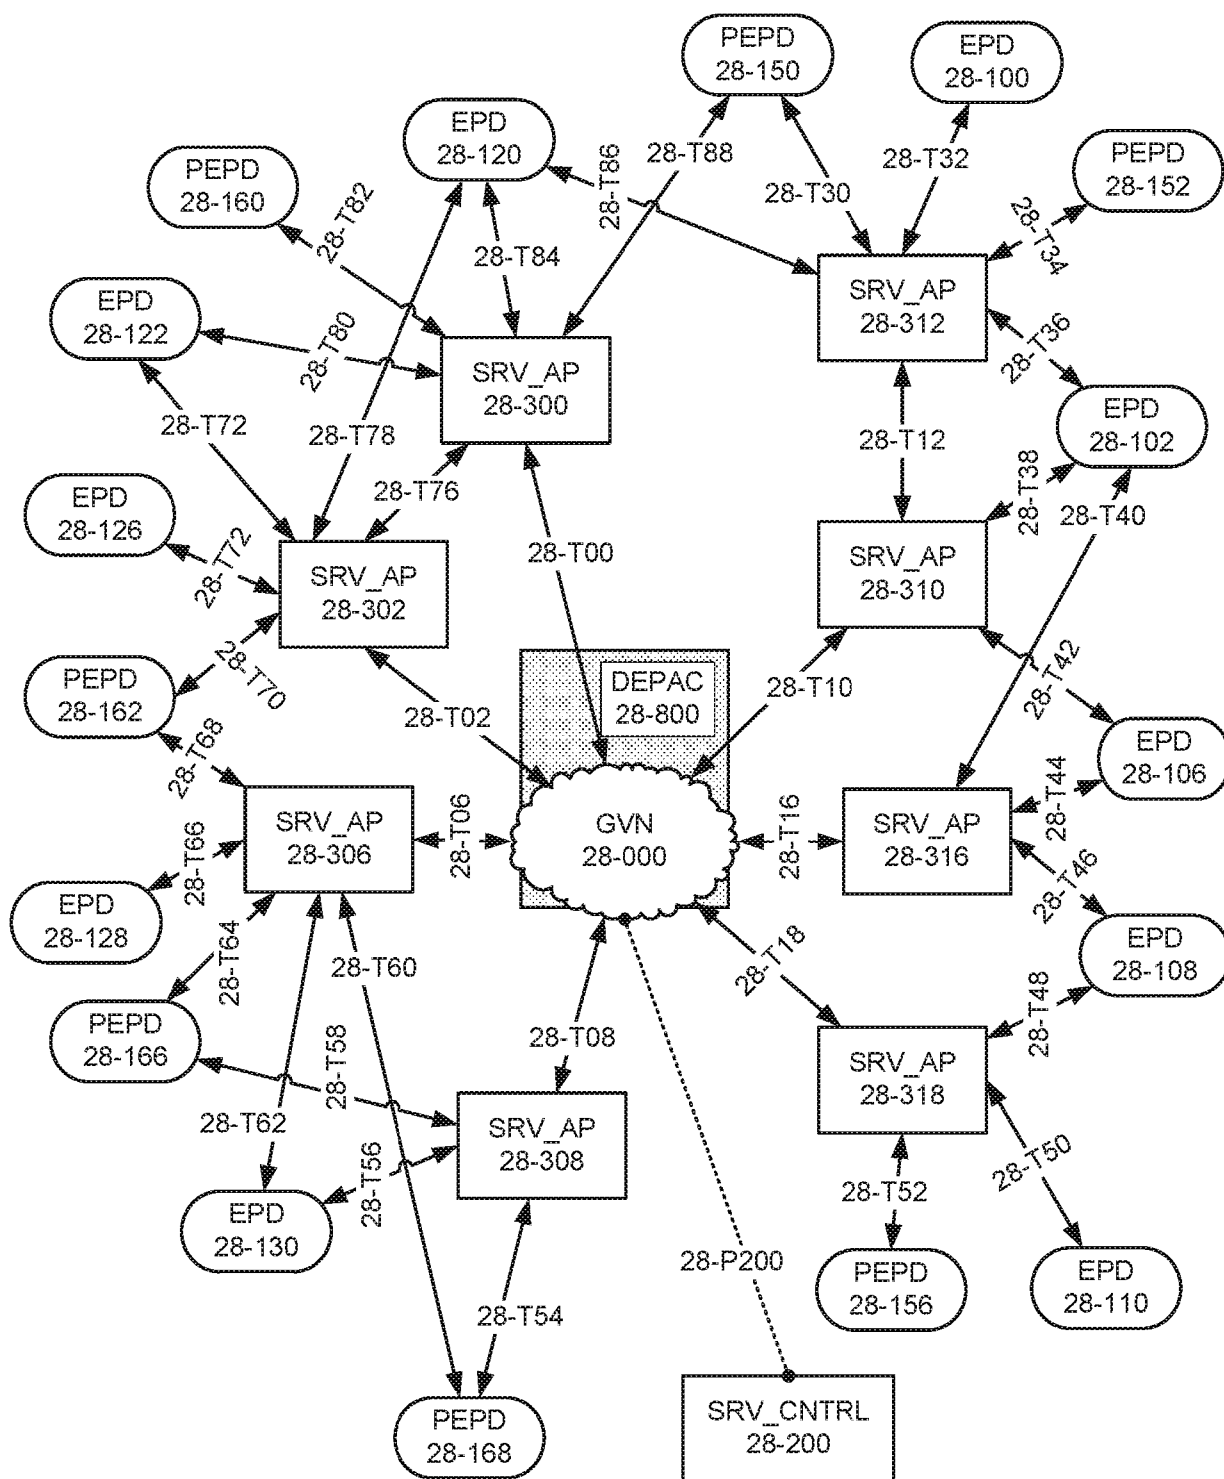 PEPD
28-150
EPD
28-100
EPD
28-120
28-T88
28-T32
PEPD
28-152
PEPD
28-160
28-T86
28-T30
28-T82
28-T84
28-T34
SRV_AP
28-312
EPD
28-122
28-T80
SRV_AP
28-300
28-T36
28-T72
28-T78
EPD
28-102
28-T12
28-T38
28-T76
28-T40
EPD
28-126
28-T00
28-T72
SRV_AP
28-302
SRV_AP
28-310
28-T70
28-T42
PEPD
28-162
DEPAC
28-800
28-T10
28-T02
28-T68
EPD
28-106
28-T44
SRV_AP
28-306
28-T06
GVN
28-000
28-T16
SRV_AP
28-316
28-T66
28-T46
EPD
28-128
28-T64
28-T60
28-T18
EPD
28-108
28-T48
PEPD
28-166
28-T58
28-T08
SRV_AP
28-318
28-T62
SRV_AP
28-308
28-T56
28-T50
28-T52
EPD
28-130
28-P200
PEPD
28-156
EPD
28-110
28-T54
PEPD
28-168
SRV_CNTRL
28-200